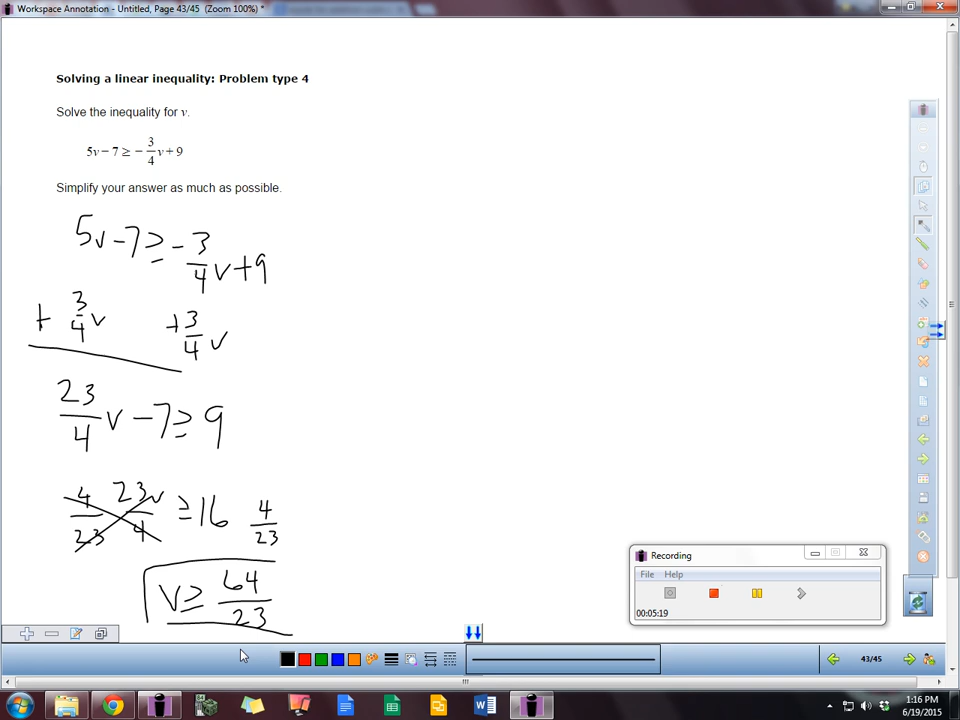 Workspace Annotation - Untitled, Page 43/45 (Zoom 100%) *
Solving a linear inequality: Problem type 4
Solve the inequality for v.
5v − 7 ≥ − 3/4 v + 9
Simplify your answer as much as possible.
5v − 7 ≥ − 3/4 v + 9
+ 3/4 v + 3/4 v
23/4 v − 7 ≥ 9
4/23 23v/4 ≥ 16 4/23
v ≥ 64/23
Recording
File Help
00:05:19
43/45
1:16 PM
6/19/2015